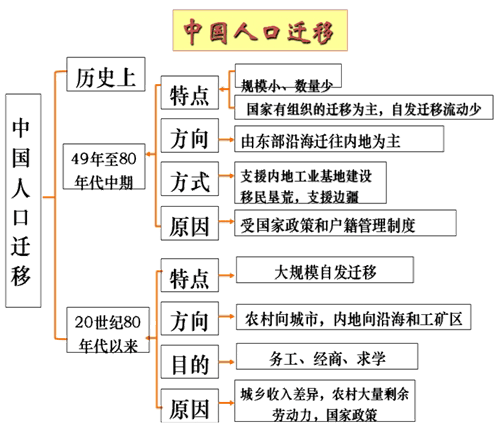 中国人口迁移
中国人口迁移
历史上
49年至80
年代中期
特点
规模小、数量少
国家有组织的迁移为主，自发迁移流动少
方向
由东部沿海迁往内地为主
方式
支援内地工业基地建设
移民垦荒，支援边疆
原因
受国家政策和户籍管理制度
20世纪80
年代以来
特点
大规模自发迁移
方向
农村向城市，内地向沿海和工矿区
目的
务工、经商、求学
原因
城乡收入差异，农村大量剩余
劳动力，国家政策